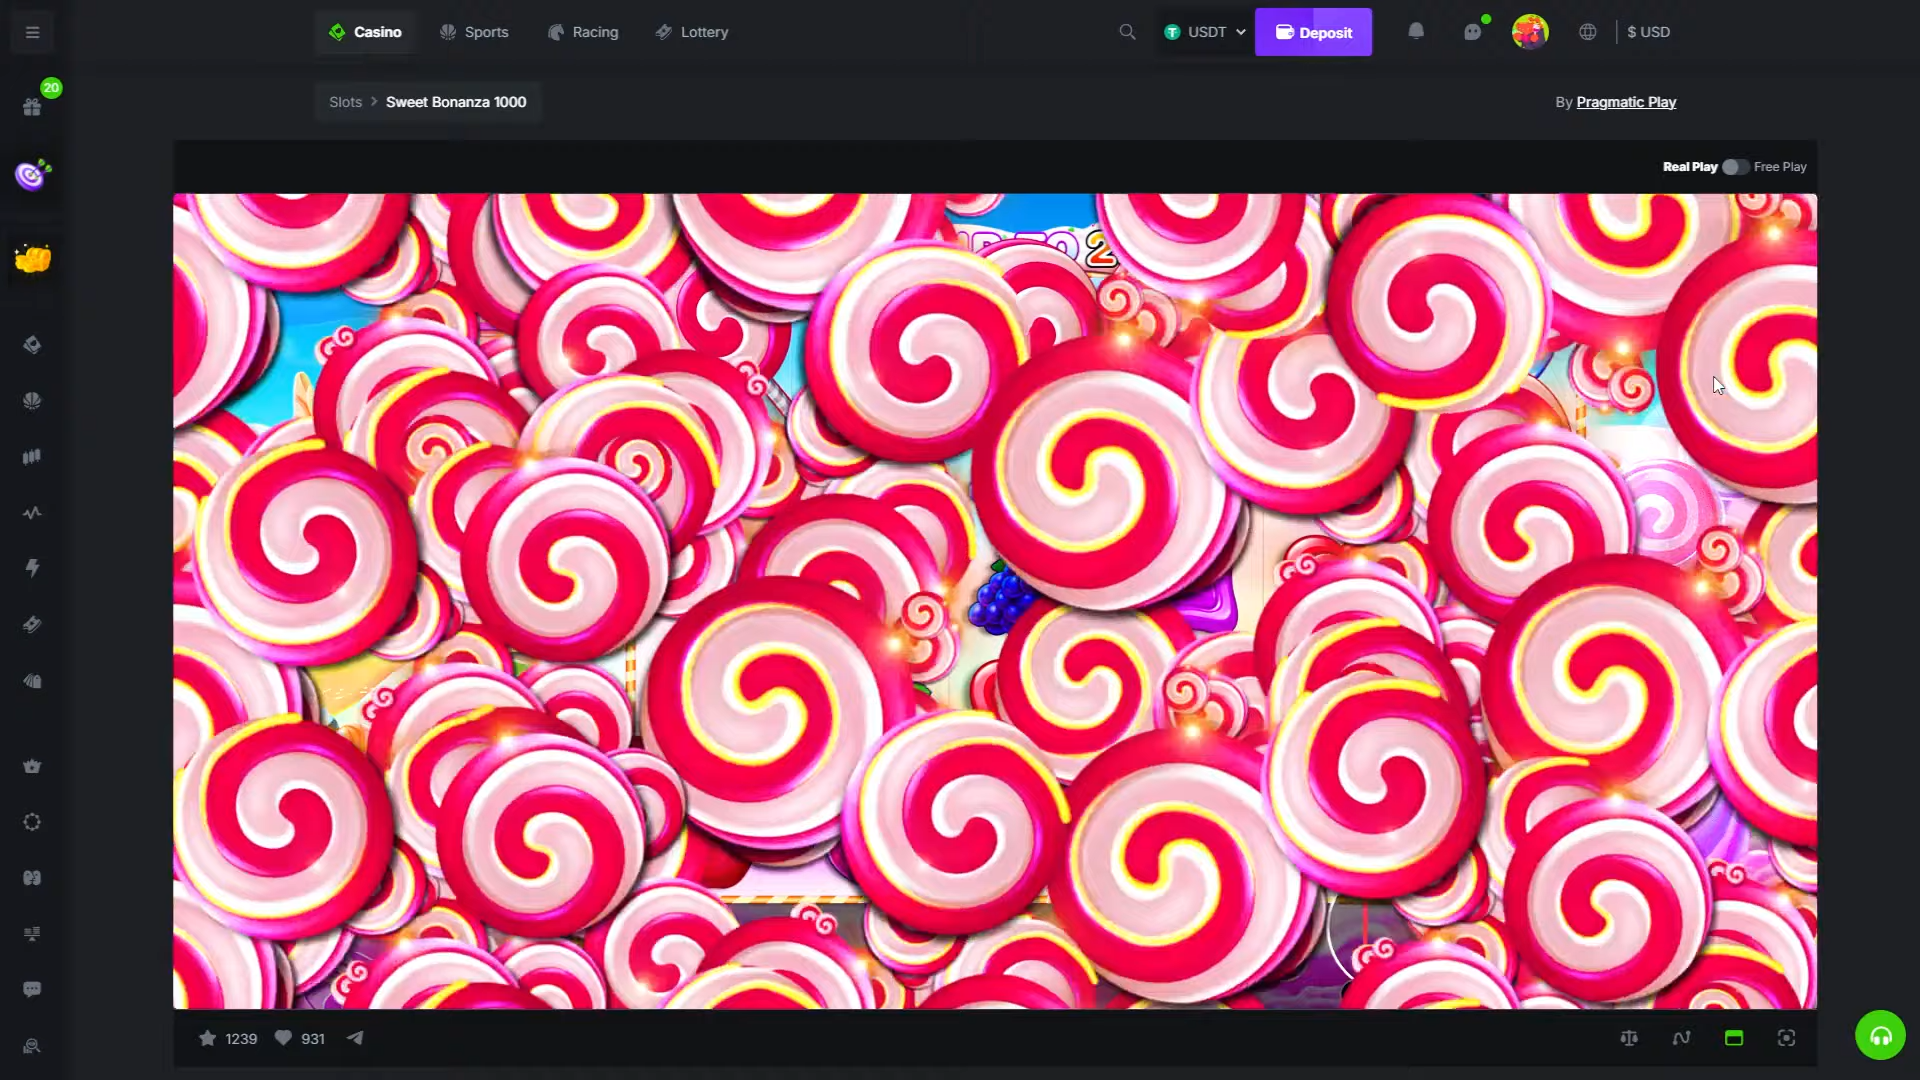 Casino
Sports
Racing
Lottery
USDT
Deposit
$ USD
20
Slots > Sweet Bonanza 1000
By Pragmatic Play
Real Play
Free Play
2
1239
931